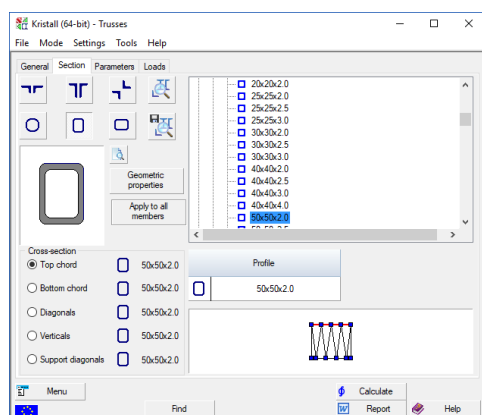 Kristall (64-bit) - Trusses
File Mode Settings Tools Help
General Section Parameters Loads
20x20x2.0
25x25x2.0
25x25x2.5
25x25x3.0
30x30x2.0
30x30x2.5
30x30x3.0
40x40x2.0
40x40x2.5
40x40x3.0
40x40x4.0
50x50x2.0
Geometric
properties
Apply to all
members
Cross-section
Top chord 50x50x2.0
Bottom chord 50x50x2.0
Diagonals 50x50x2.0
Verticals 50x50x2.0
Support diagonals 50x50x2.0
Profile
50x50x2.0
Menu
Calculate
Find
W Report
Help